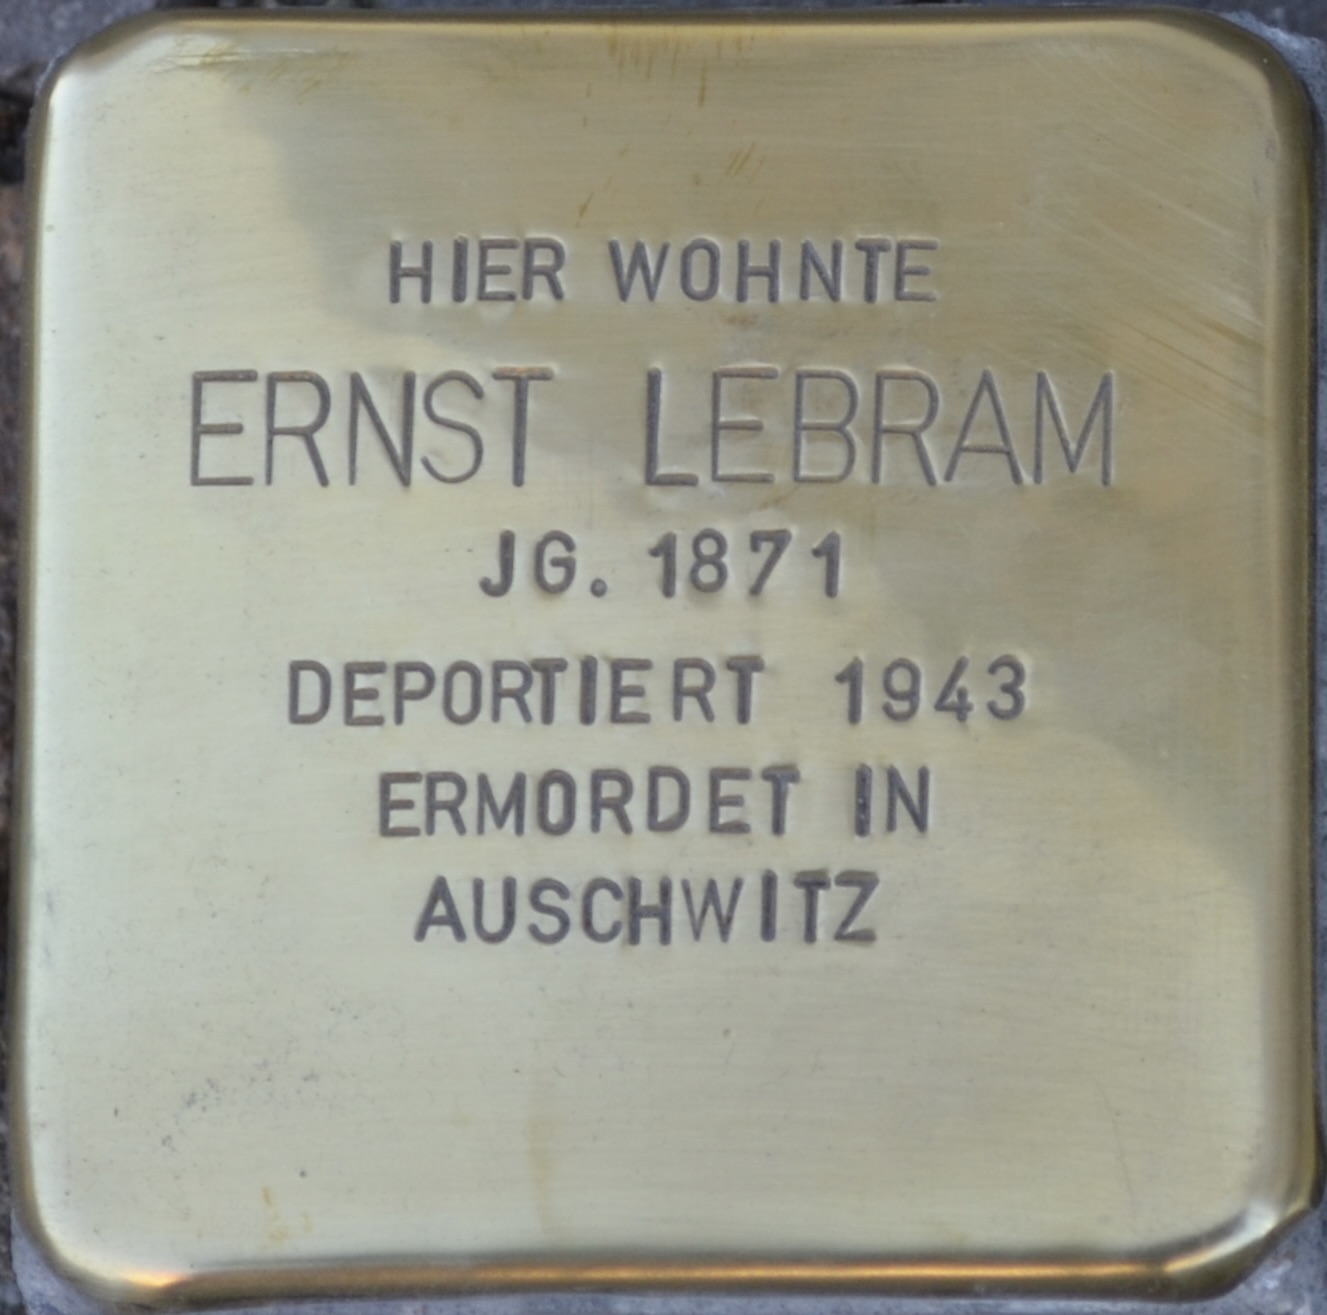 HIER WOHNTE
ERNST LEBRAM
JG. 1871
DEPORTIERT 1943
ERMORDET IN
AUSCHWITZ